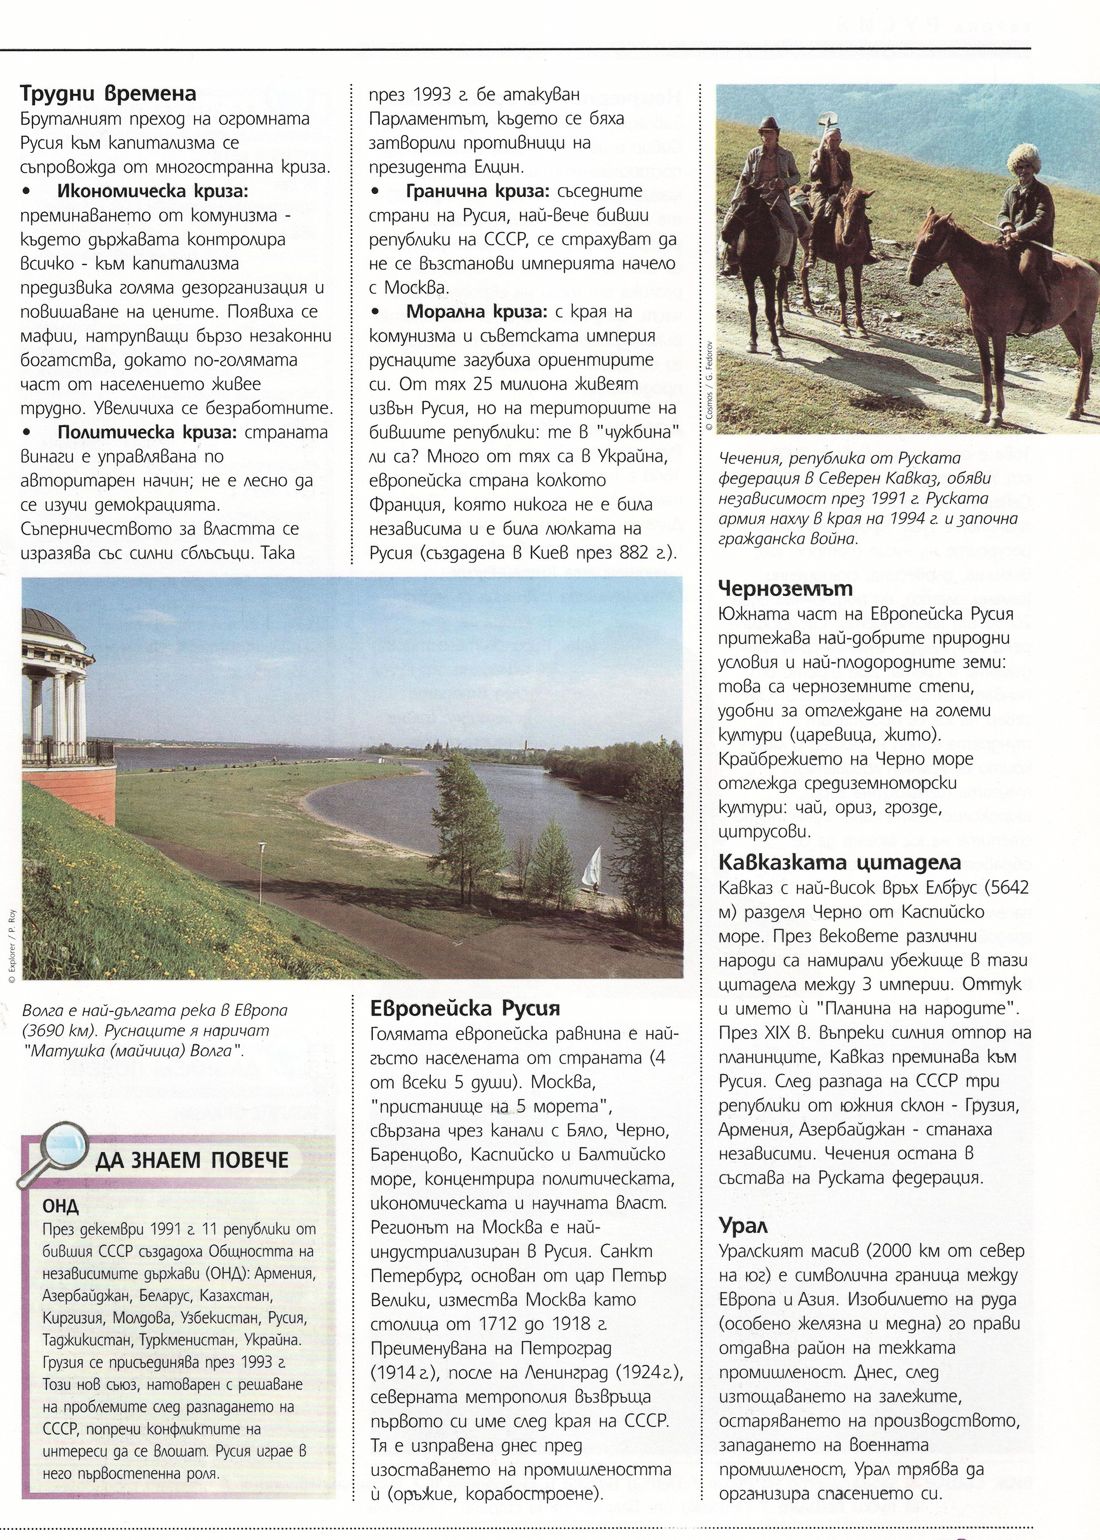 Трудни времена
Бруталният преход на огромната
Русия към капитализма се
съпровожда от многостранна криза.
• Икономическа криза:
преминаването от комунизма -
където държавата контролира
всичко - към капитализма
предизвика голяма дезорганизация и
повишаване на цените. Появиха се
мафии, натрупващи бързо незаконни
богатства, докато по-голямата
част от населението живее
трудно. Увеличиха се безработните.
• Политическа криза: страната
винаги е управлявана по
авторитарен начин; не е лесно да
се изучи демокрацията.
Съперничеството за властта се
изразява със силни сблъсъци. Така
през 1993 г. бе атакуван
Парламентът, където се бяха
затворили противници на
президента Елцин.
• Гранична криза: съседните
страни на Русия, най-вече бивши
републики на СССР, се страхуват да
не се възстанови империята начело
с Москва.
• Морална криза: с края на
комунизма и съветската империя
руснаците загубиха ориентирите
си. От тях 25 милиона живеят
извън Русия, но на териториите на
бившите републики: те в "чужбина"
ли са? Много от тях са в Украйна,
европейска страна колкото
Франция, която никога не е била
независима и е била люлката на
Русия (създадена в Киев през 882 г.).
© Cosmos / G. Fedorov
Чечения, република от Руската
федерация в Северен Кавказ, обяви
независимост през 1991 г. Руската
армия нахлу в края на 1994 г. и започна
гражданска война.
© Explorer / P. Roy
Волга е най-дългата река в Европа
(3690 км). Руснаците я наричат
"Матушка (майчица) Волга".
ДА ЗНАЕМ ПОВЕЧЕ
ОНД
През декември 1991 г. 11 републики от
бившия СССР създадоха Общността на
независимите държави (ОНД): Армения,
Азербайджан, Беларус, Казахстан,
Киргизия, Молдова, Узбекистан, Русия,
Таджикистан, Туркменистан, Украйна.
Грузия се присъединява през 1993 г.
Този нов съюз, натоварен с решаване
на проблемите след разпадането на
СССР, попречи конфликтите на
интереси да се влошат. Русия играе в
него първостепенна роля.
Европейска Русия
Голямата европейска равнина е най-
гъсто населената от страната (4
от всеки 5 души). Москва,
"пристанище на 5 морета",
свързана чрез канали с Бяло, Черно,
Баренцово, Каспийско и Балтийско
море, концентрира политическата,
икономическата и научната власт.
Регионът на Москва е най-
индустриализиран в Русия. Санкт
Петербург, основан от цар Петър
Велики, измества Москва като
столица от 1712 до 1918 г.
Преименувана на Петроград
(1914 г.), после на Ленинград (1924 г.),
северната метрополия възвръща
първото си име след края на СССР.
Тя е изправена днес пред
изоставането на промишлеността
ѝ (оръжие, корабостроене).
Черноземът
Южната част на Европейска Русия
притежава най-добрите природни
условия и най-плодородните земи:
това са черноземните степи,
удобни за отглеждане на големи
култури (царевица, жито).
Крайбрежието на Черно море
отглежда средиземноморски
култури: чай, ориз, грозде,
цитрусови.
Кавказката цитадела
Кавказ с най-висок връх Елбрус (5642
м) разделя Черно от Каспийско
море. През вековете различни
народи са намирали убежище в тази
цитадела между 3 империи. Оттук
и името ѝ "Планина на народите".
През XIX в. въпреки силния отпор на
планинците, Кавказ преминава към
Русия. След разпада на СССР три
републики от южния склон - Грузия,
Армения, Азербайджан - станаха
независими. Чечения остана в
състава на Руската федерация.
Урал
Уралският масив (2000 км от север
на юг) е символична граница между
Европа и Азия. Изобилието на руда
(особено желязна и медна) го прави
отдавна район на тежката
промишленост. Днес, след
изтощаването на залежите,
остаряването на производството,
западането на военната
промишленост, Урал трябва да
организира спасението си.